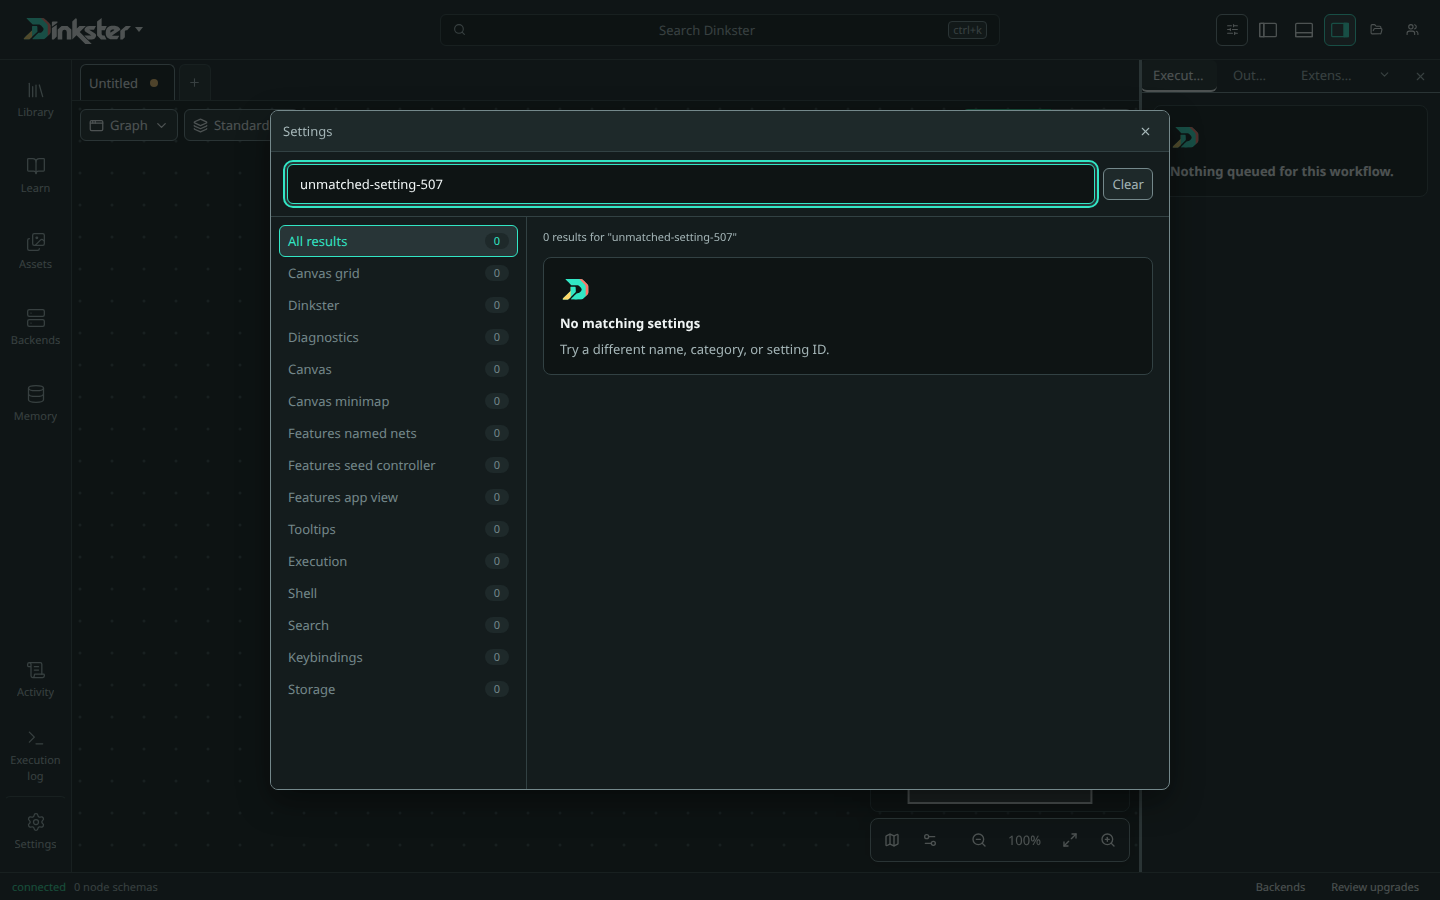 Dinkster
Search Dinkster
ctrl+k
Untitled
+
Execut...
Out...
Extens...
Library
Learn
Assets
Backends
Memory
Activity
Execution
log
Settings
Graph
Standard
Nothing queued for this workflow.
Settings
unmatched-setting-507
Clear
All results 0
Canvas grid 0
Dinkster 0
Diagnostics 0
Canvas 0
Canvas minimap 0
Features named nets 0
Features seed controller 0
Features app view 0
Tooltips 0
Execution 0
Shell 0
Search 0
Keybindings 0
Storage 0
0 results for "unmatched-setting-507"
No matching settings
Try a different name, category, or setting ID.
100%
connected 0 node schemas
Backends
Review upgrades